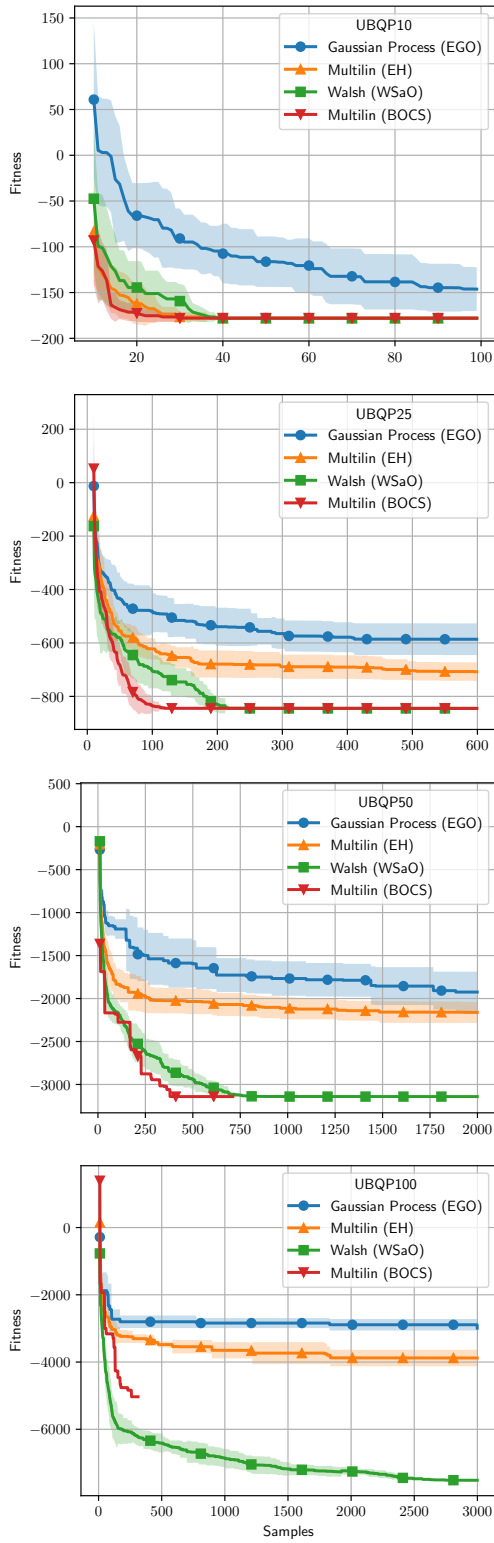 UBQP10
Gaussian Process (EGO)
Multilin (EH)
Walsh (WSaO)
Multilin (BOCS)
150
100
50
0
−50
−100
−150
−200
Fitness
20
40
60
80
100
UBQP25
Gaussian Process (EGO)
Multilin (EH)
Walsh (WSaO)
Multilin (BOCS)
200
0
−200
−400
−600
−800
Fitness
0
100
200
300
400
500
600
UBQP50
Gaussian Process (EGO)
Multilin (EH)
Walsh (WSaO)
Multilin (BOCS)
500
0
−500
−1000
−1500
−2000
−2500
−3000
Fitness
0
250
500
750
1000
1250
1500
1750
2000
UBQP100
Gaussian Process (EGO)
Multilin (EH)
Walsh (WSaO)
Multilin (BOCS)
0
−2000
−4000
−6000
Fitness
0
500
1000
1500
2000
2500
3000
Samples